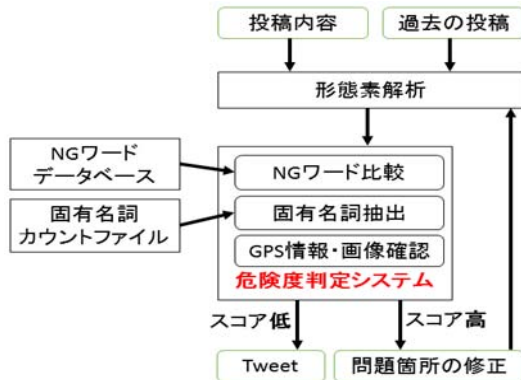 投稿内容
過去の投稿
形態素解析
NGワード
データベース
NGワード比較
固有名詞
カウントファイル
固有名詞抽出
GPS情報・画像確認
危険度判定システム
スコア低
スコア高
Tweet
問題箇所の修正